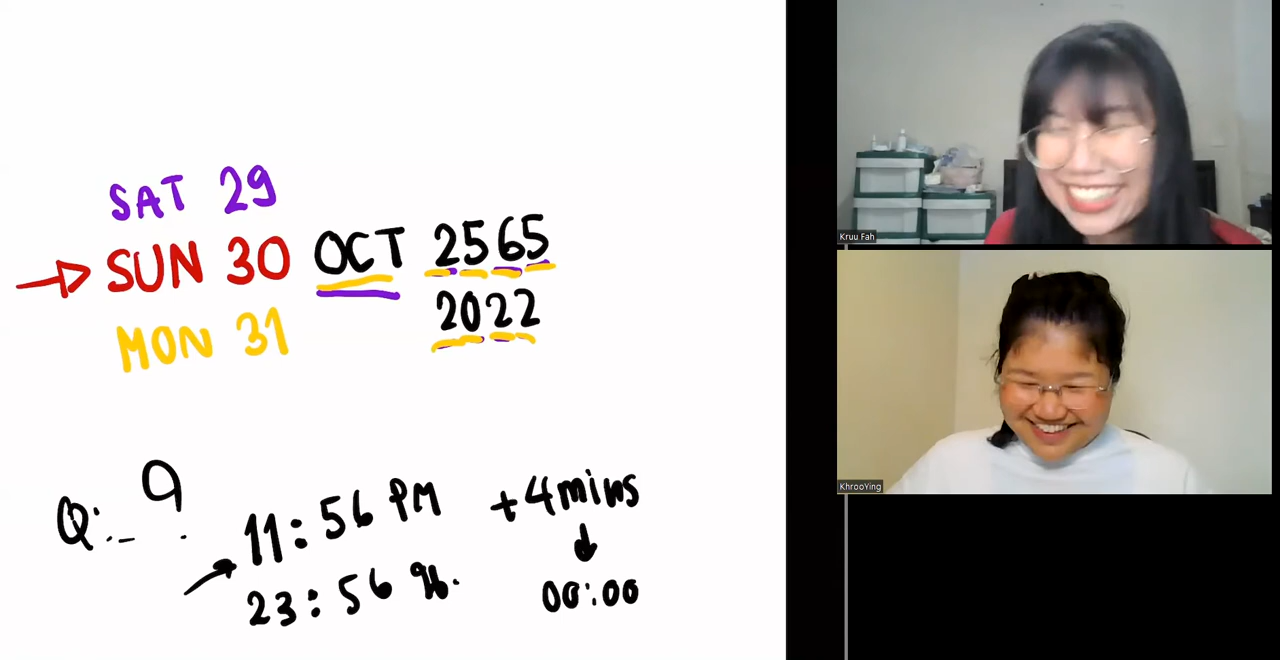 SAT 29
SUN 30 OCT 2565
2022
MON 31
Q: _ ?
11:56 PM +4mins
23:56 น. 00:00
Kruu Fah
KhrooYing